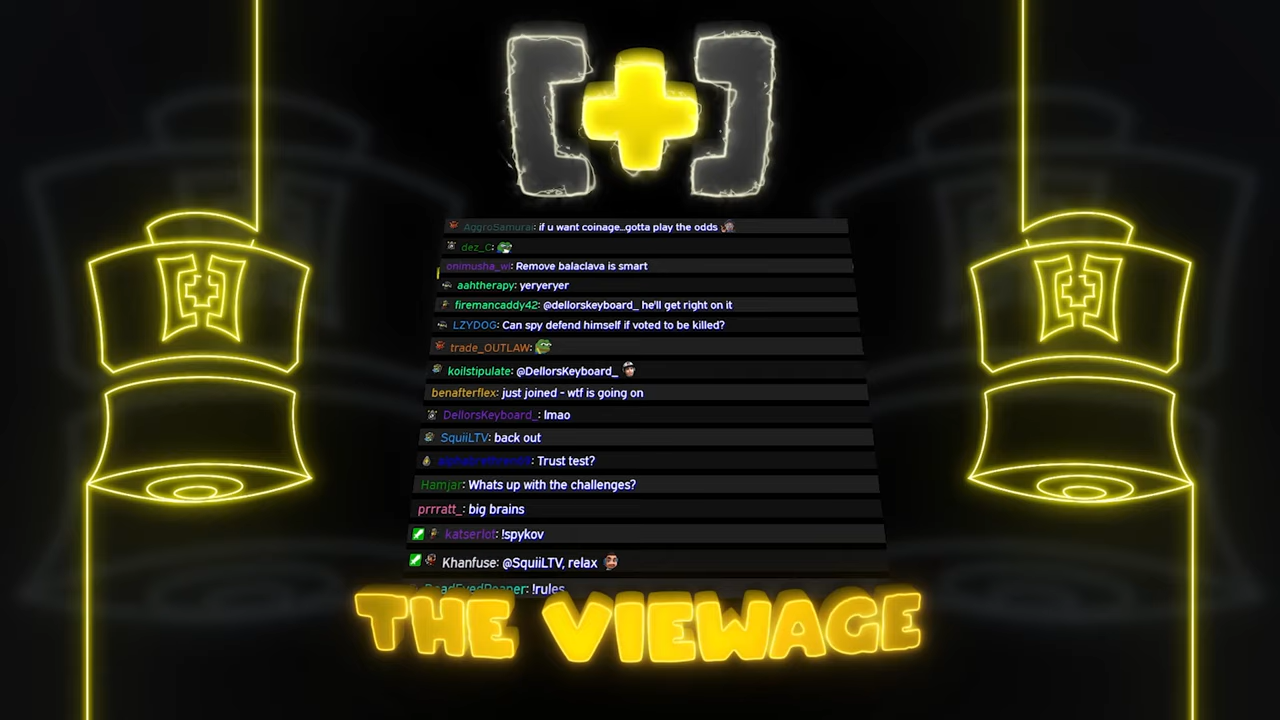 AggroSamurai: if u want coinage...gotta play the odds
dez_C:
onimusha_wi: Remove balaclava is smart
aahtherapy: yeryeryer
firemancaddy42: @dellorskeyboard_ he'll get right on it
LZYDOG: Can spy defend himself if voted to be killed?
trade_OUTLAW:
koilstipulate: @DellorsKeyboard_
benafterflex: just joined - wtf is going on
DellorsKeyboard_: lmao
SquiiLTV: back out
: Trust test?
Hamjar: Whats up with the challenges?
prrratt_: big brains
katseriot: !spykov
Khanfuse: @SquiiLTV, relax
DeadEyedReaper: !rules
THE VIEWAGE